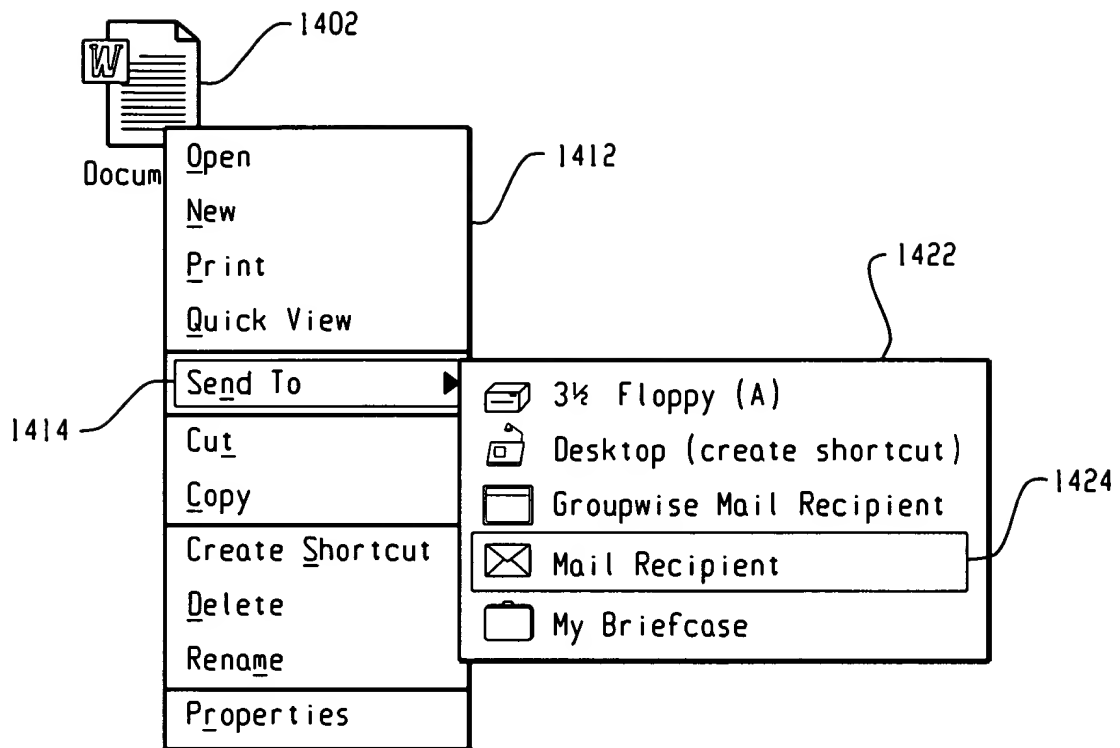 1402
W
Docum
Open
1412
New
Print
Quick View
1422
Send To
1414
3½ Floppy (A)
Desktop (create shortcut)
Groupwise Mail Recipient
1424
Mail Recipient
My Briefcase
Cut
Copy
Create Shortcut
Delete
Rename
Properties